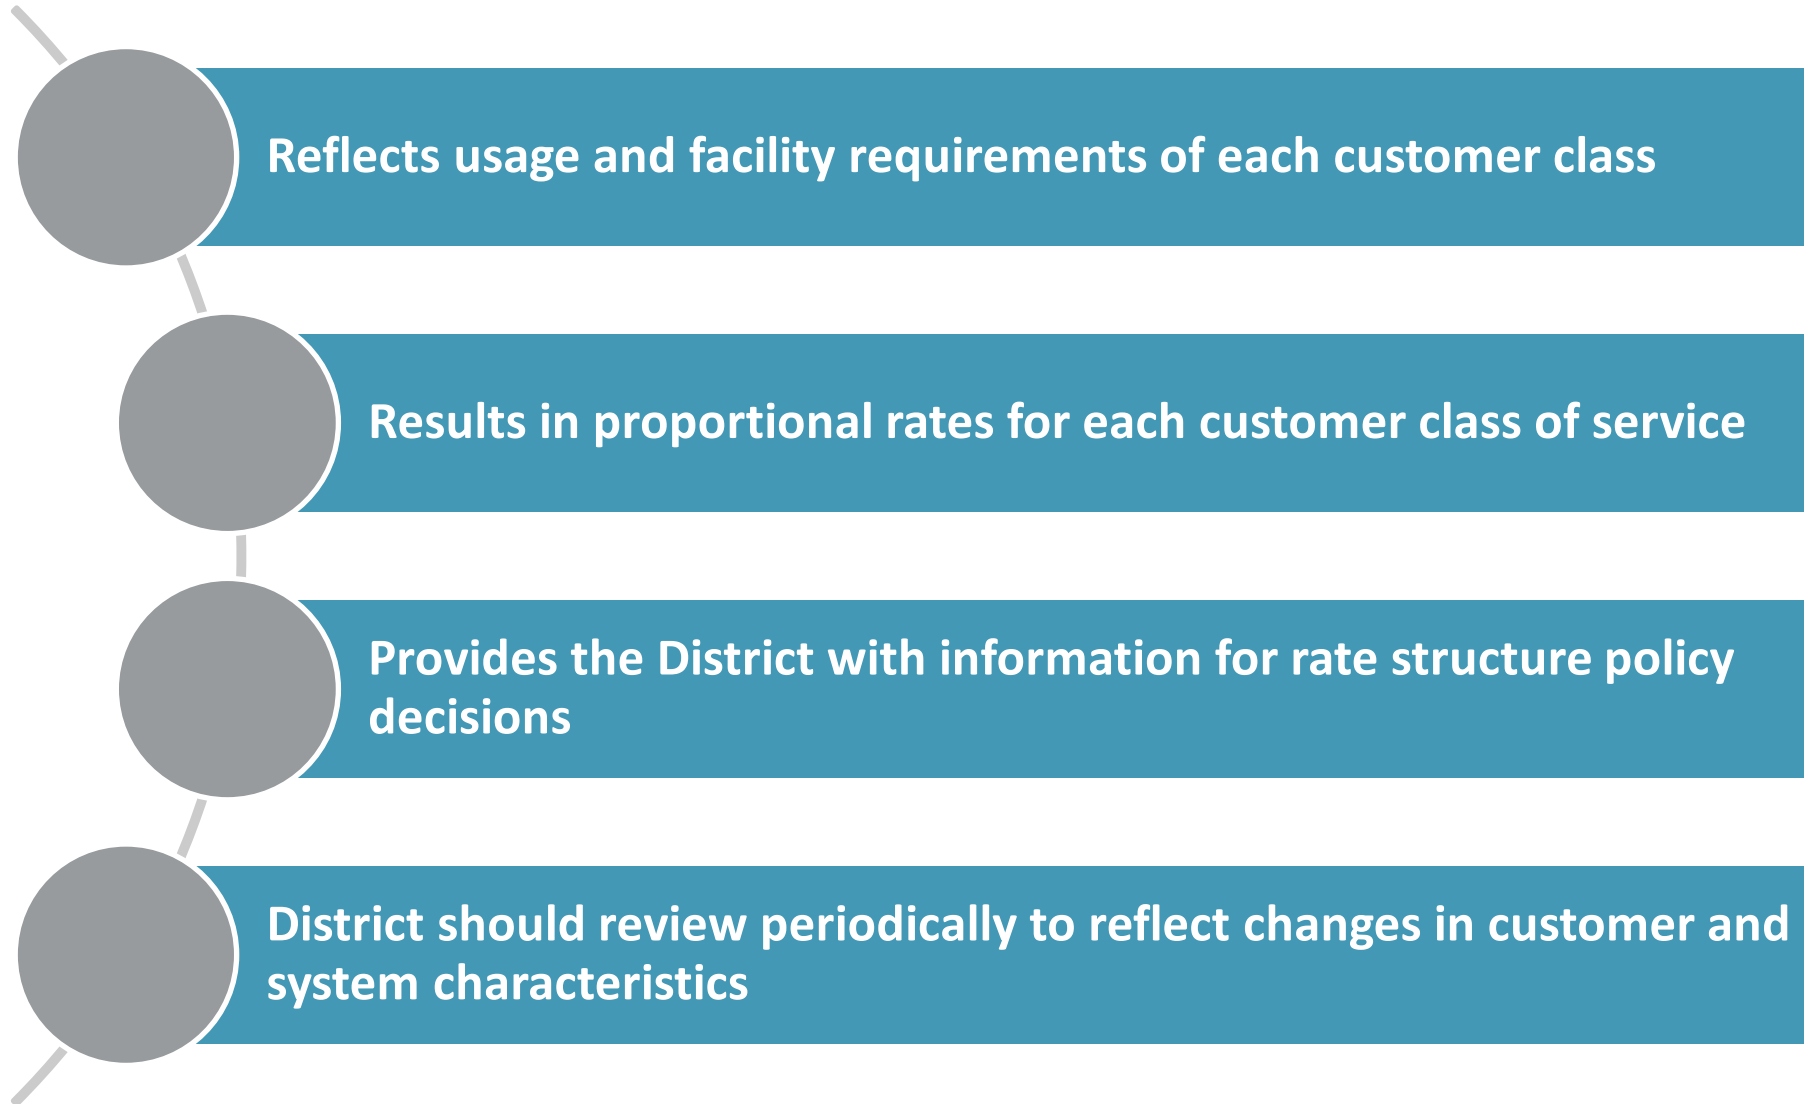 Reflects usage and facility requirements of each customer class
Results in proportional rates for each customer class of service
Provides the District with information for rate structure policy
decisions
District should review periodically to reflect changes in customer and
system characteristics